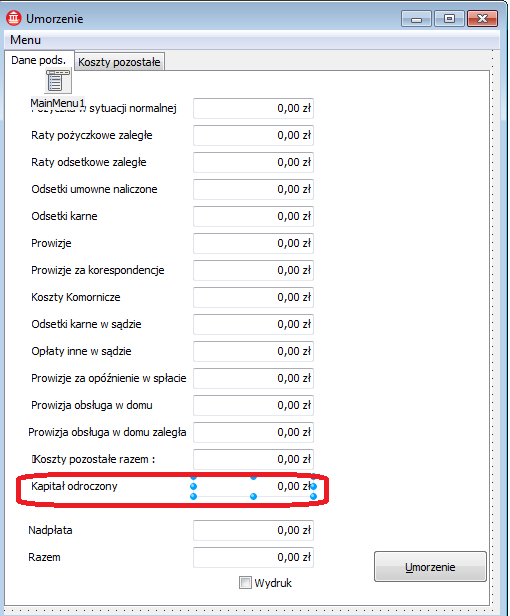 Umorzenie
Menu
Dane pods. Koszty pozostałe
MainMenu1
Pożyczka w sytuacji normalnej 0,00 zł
Raty pożyczkowe zaległe 0,00 zł
Raty odsetkowe zaległe 0,00 zł
Odsetki umowne naliczone 0,00 zł
Odsetki karne 0,00 zł
Prowizje 0,00 zł
Prowizje za korespondencje 0,00 zł
Koszty Komornicze 0,00 zł
Odsetki karne w sądzie 0,00 zł
Opłaty inne w sądzie 0,00 zł
Prowizje za opóźnienie w spłacie 0,00 zł
Prowizja obsługa w domu 0,00 zł
Prowizja obsługa w domu zaległa 0,00 zł
Koszty pozostałe razem : 0,00 zł
Kapitał odroczony 0,00 zł
Nadpłata 0,00 zł
Razem 0,00 zł
Umorzenie
Wydruk